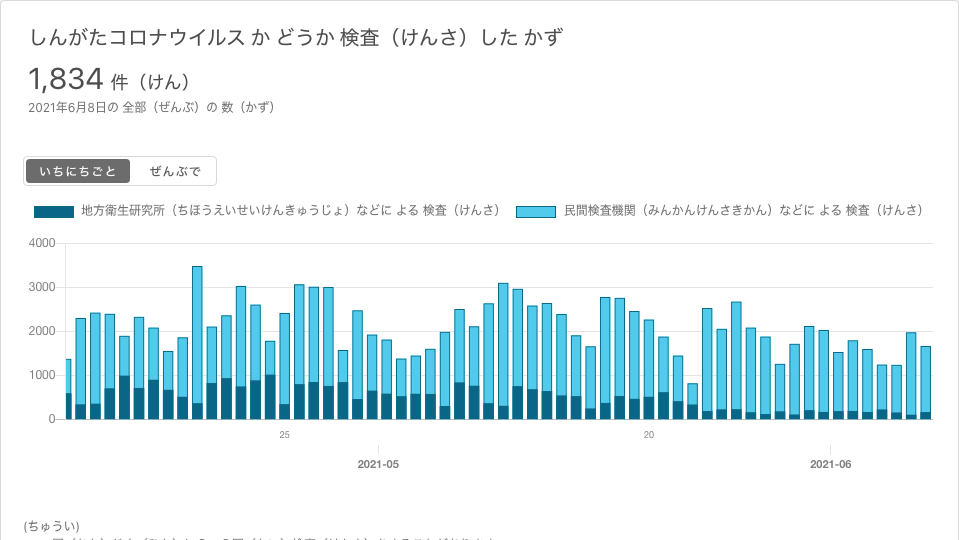 しんがたコロナウイルス か どうか 検査（けんさ）した かず
1,834 件（けん）
2021年6月8日の 全部（ぜんぶ）の 数（かず）
いちにちごと ぜんぶで
地方衛生研究所（ちほうえいせいけんきゅうじょ）などに よる 検査（けんさ） 民間検査機関（みんかんけんさきかん）などに よる 検査（けんさ）
4000
3000
2000
1000
0
25 20
2021-05 2021-06
(ちゅうい)